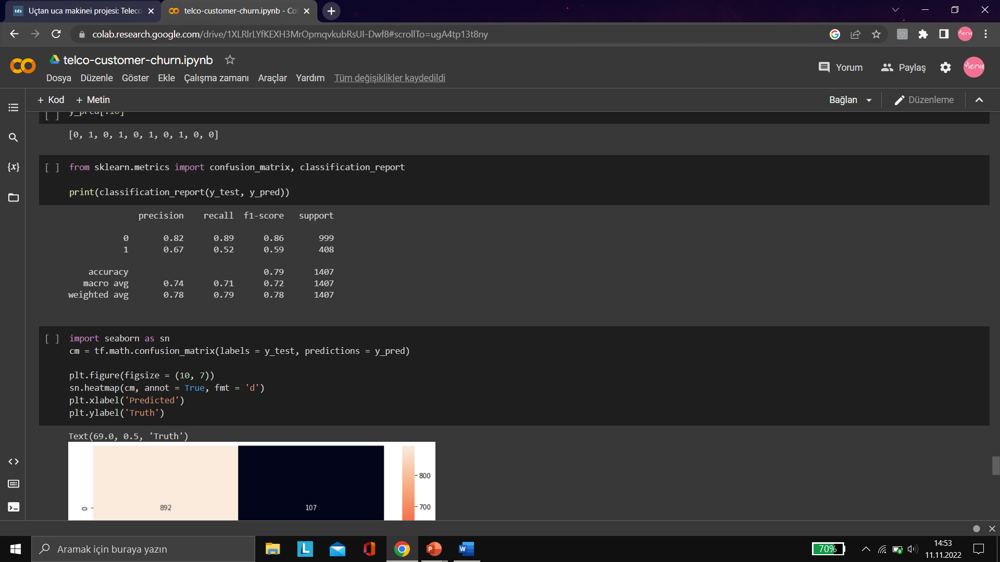 tds Uçtan uca makinei projesi: Teleco
telco-customer-churn.ipynb - Co
colab.research.google.com/drive/1XLRlrLYfKEXH3MrOpmqvkubRsUI-Dwf8#scrollTo=ugA4tp13t8ny
Merve
telco-customer-churn.ipynb
Yorum Paylaş Merve
Dosya Düzenle Göster Ekle Çalışma zamanı Araçlar Yardım Tüm değişiklikler kaydedildi
+ Kod + Metin Bağlan Düzenleme
[ ] y_pred[:10]
[0, 1, 0, 1, 0, 1, 0, 1, 0, 0]
[ ] from sklearn.metrics import confusion_matrix, classification_report
print(classification_report(y_test, y_pred))
precision recall f1-score support
0 0.82 0.89 0.86 999
1 0.67 0.52 0.59 408
accuracy 0.79 1407
macro avg 0.74 0.71 0.72 1407
weighted avg 0.78 0.79 0.78 1407
[ ] import seaborn as sn
cm = tf.math.confusion_matrix(labels = y_test, predictions = y_pred)
plt.figure(figsize = (10, 7))
sn.heatmap(cm, annot = True, fmt = 'd')
plt.xlabel('Predicted')
plt.ylabel('Truth')
Text(69.0, 0.5, 'Truth')
800
0 892 107 700
Aramak için buraya yazın
70%
14:53
11.11.2022